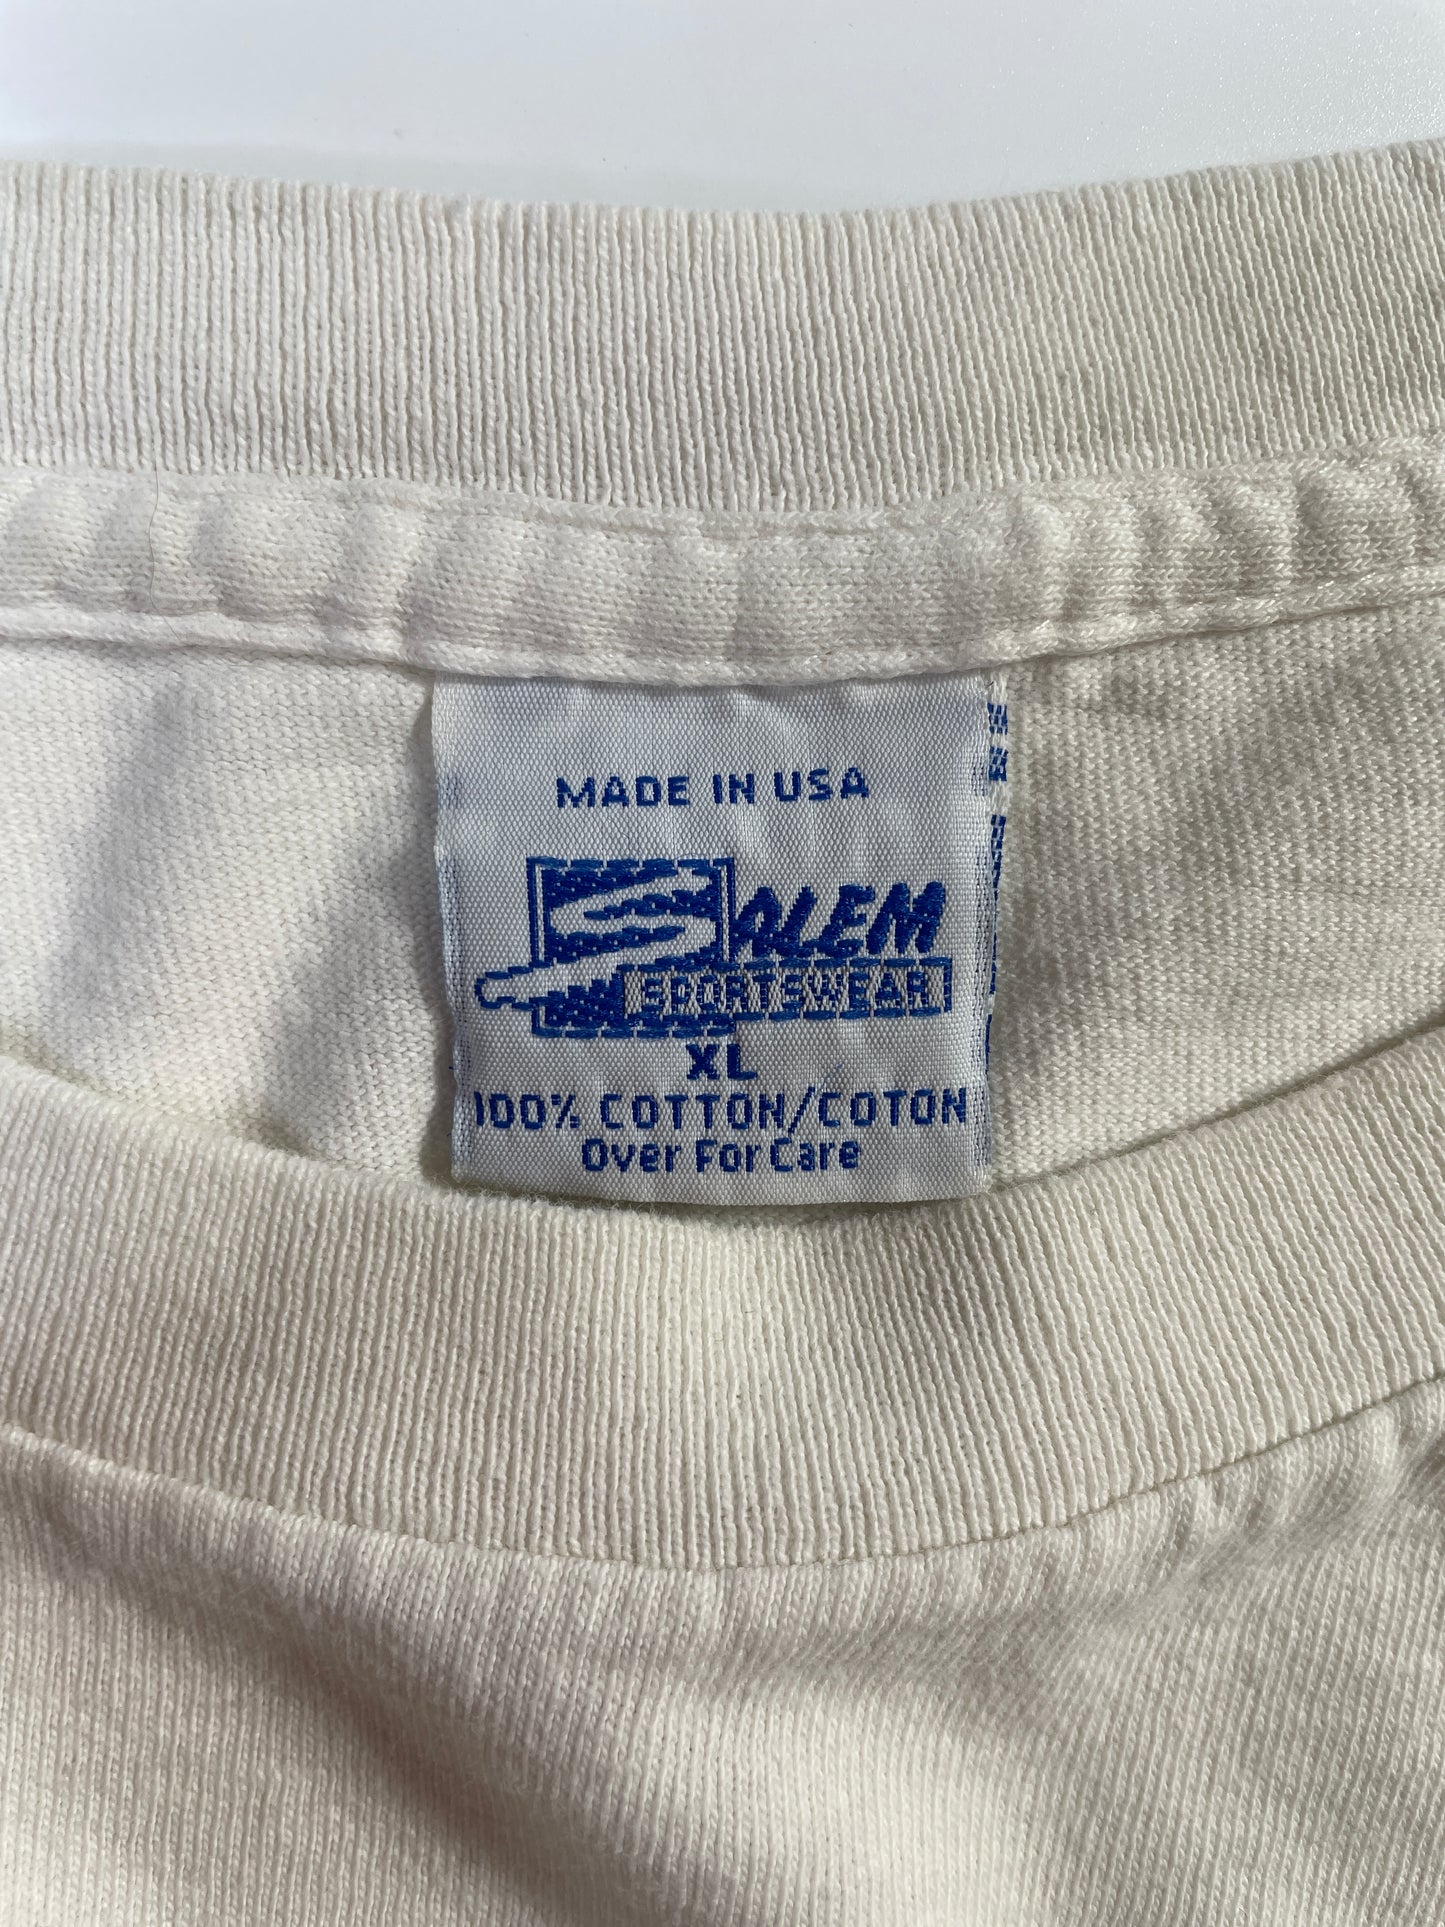 MADE IN USA
SALEM
SPORTSWEAR
XL
100% COTTON/COTON
Over For Care